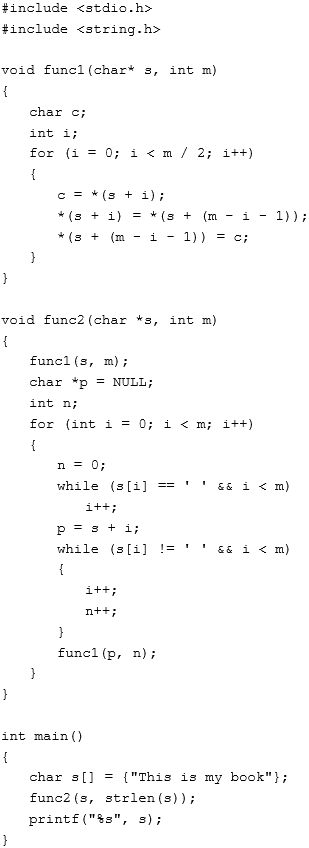 #include <stdio.h>
#include <string.h>
void func1(char* s, int m)
{
char c;
int i;
for (i = 0; i < m / 2; i++)
{
c = *(s + i);
*(s + i) = *(s + (m - i - 1));
*(s + (m - i - 1)) = c;
}
}
void func2(char *s, int m)
{
func1(s, m);
char *p = NULL;
int n;
for (int i = 0; i < m; i++)
{
n = 0;
while (s[i] == ' ' && i < m)
i++;
p = s + i;
while (s[i] != ' ' && i < m)
{
i++;
n++;
}
func1(p, n);
}
}
int main()
{
char s[] = {"This is my book"};
func2(s, strlen(s));
printf("%s", s);
}